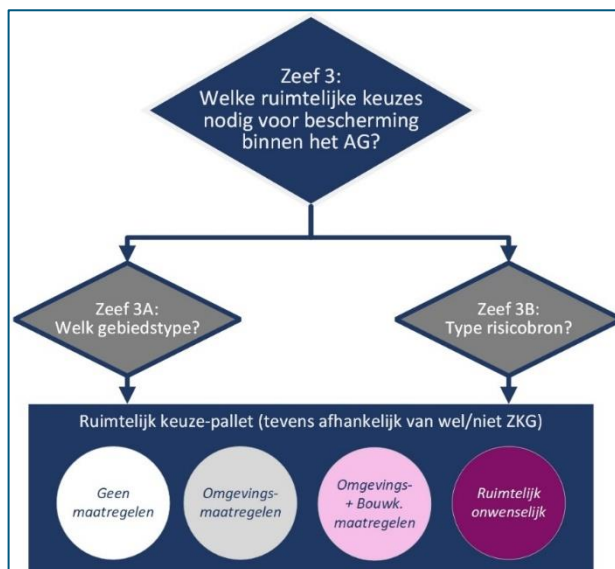 Zeef 3:
Welke ruimtelijke keuzes
nodig voor bescherming
binnen het AG?
Zeef 3A:
Welk gebiedstype?
Zeef 3B:
Type risicobron?
Ruimtelijk keuze-pallet (tevens afhankelijk van wel/niet ZKG)
Geen
maatregelen
Omgevings-
maatregelen
Omgevings-
+ Bouwk.
maatregelen
Ruimtelijk
onwenselijk